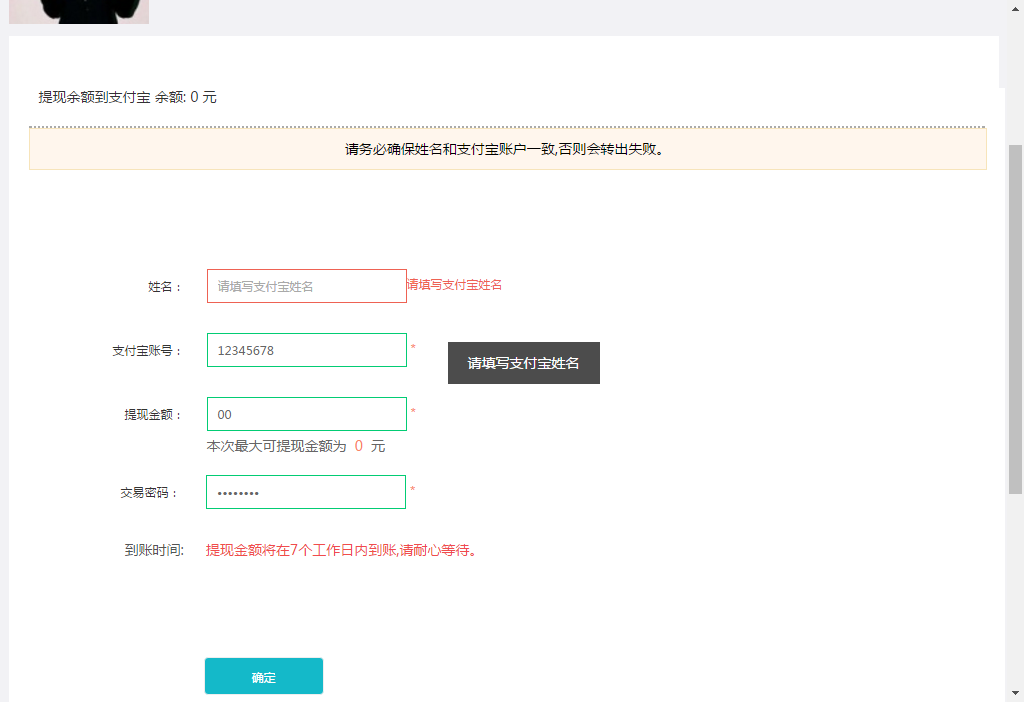 提现余额到支付宝 余额: 0 元
请务必确保姓名和支付宝账户一致,否则会转出失败。
姓名： 请填写支付宝姓名 请填写支付宝姓名
支付宝账号： 12345678 *
请填写支付宝姓名
提现金额： 00 *
本次最大可提现金额为 0 元
交易密码： •••••••• *
到账时间: 提现金额将在7个工作日内到账,请耐心等待。
确定